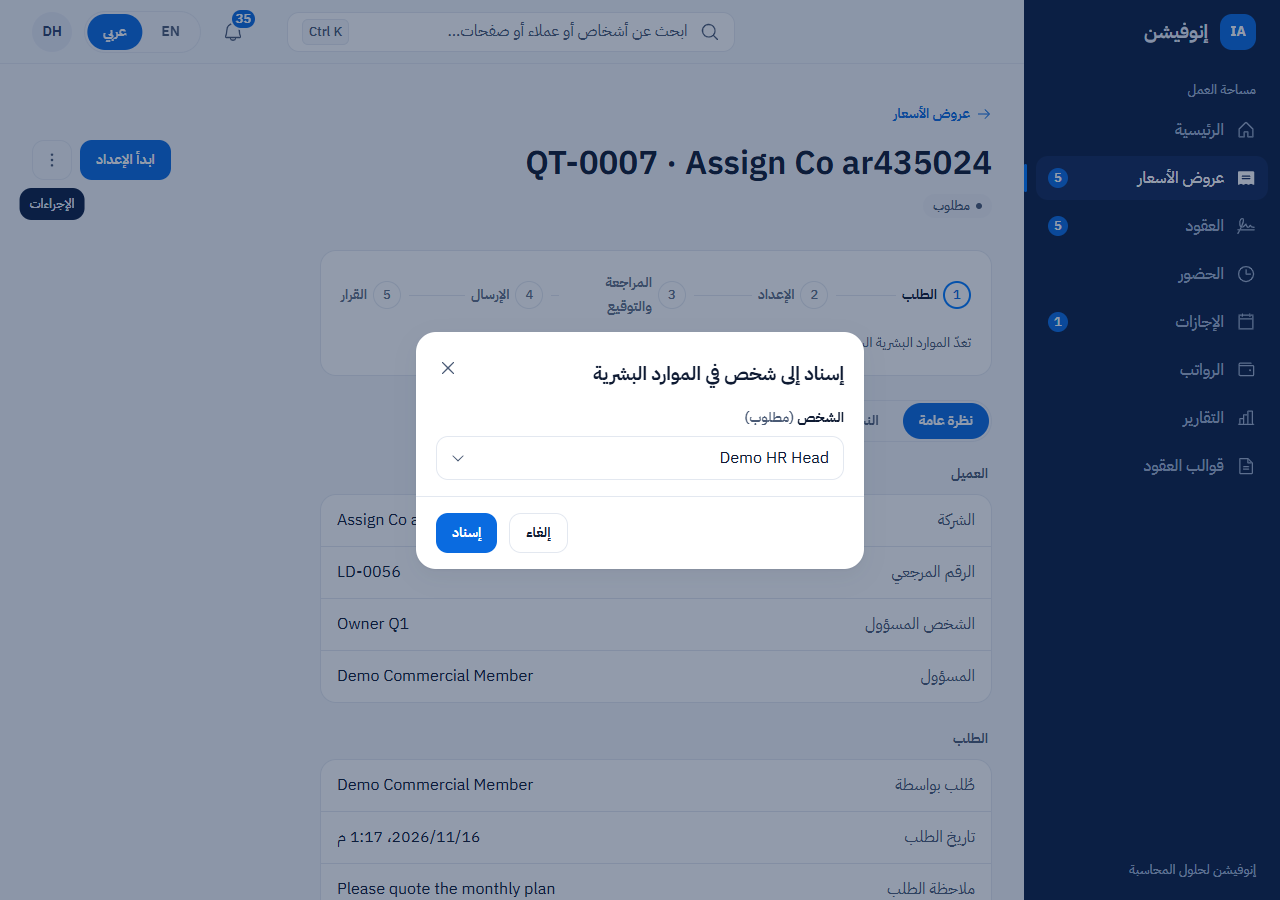 IA
إنوفيشن
مساحة العمل
الرئيسية
عروض الأسعار
5
العقود
5
الحضور
الإجازات
1
الرواتب
التقارير
قوالب العقود
إنوفيشن لحلول المحاسبة
ابحث عن أشخاص أو عملاء أو صفحات...
Ctrl K
35
EN
عربي
DH
عروض الأسعار
QT-0007 · Assign Co ar435024
مطلوب
ابدأ الإعداد
الإجراءات
1 الطلب
2 الإعداد
3 المراجعة والتوقيع
4 الإرسال
5 القرار
تعدّ الموارد البشرية
نظرة عامة
إسناد إلى شخص في الموارد البشرية
الشخص (مطلوب)
Demo HR Head
إلغاء
إسناد
العميل
الشركة
Assign Co a
الرقم المرجعي
LD-0056
الشخص المسؤول
Owner Q1
المسؤول
Demo Commercial Member
الطلب
طُلب بواسطة
Demo Commercial Member
تاريخ الطلب
2026/11/16، 1:17 م
ملاحظة الطلب
Please quote the monthly plan